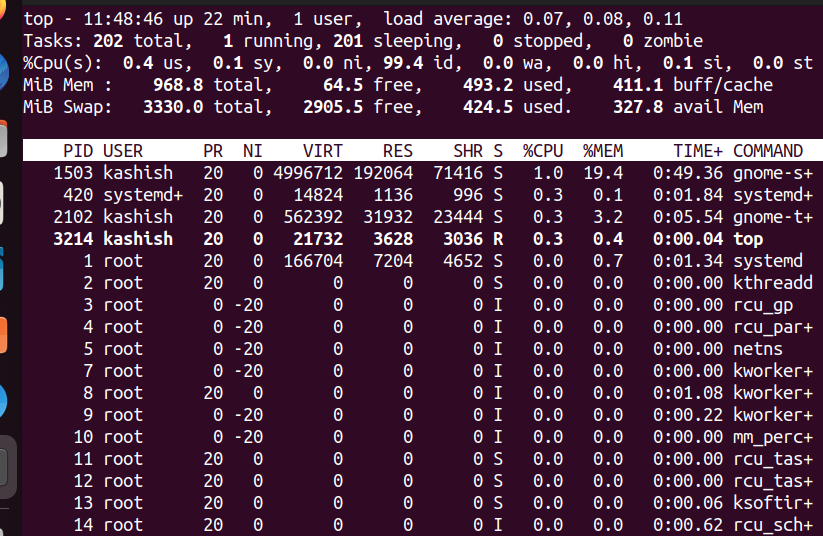 top - 11:48:46 up 22 min,  1 user,  load average: 0.07, 0.08, 0.11
Tasks: 202 total,   1 running, 201 sleeping,   0 stopped,   0 zombie
%Cpu(s):  0.4 us,  0.1 sy,  0.0 ni, 99.4 id,  0.0 wa,  0.0 hi,  0.1 si,  0.0 st
MiB Mem :    968.8 total,     64.5 free,    493.2 used,    411.1 buff/cache
MiB Swap:   3330.0 total,   2905.5 free,    424.5 used.    327.8 avail Mem
PID USER      PR  NI    VIRT    RES    SHR S  %CPU  %MEM     TIME+ COMMAND
1503 kashish   20   0 4996712 192064  71416 S   1.0  19.4   0:49.36 gnome-s+
420 systemd+  20   0   14824   1136    996 S   0.3   0.1   0:01.84 systemd+
2102 kashish   20   0  562392  31932  23444 S   0.3   3.2   0:05.54 gnome-t+
3214 kashish   20   0   21732   3628   3036 R   0.3   0.4   0:00.04 top
1 root      20   0  166704   7204   4652 S   0.0   0.7   0:01.34 systemd
2 root      20   0       0      0      0 S   0.0   0.0   0:00.00 kthreadd
3 root       0 -20       0      0      0 I   0.0   0.0   0:00.00 rcu_gp
4 root       0 -20       0      0      0 I   0.0   0.0   0:00.00 rcu_par+
5 root       0 -20       0      0      0 I   0.0   0.0   0:00.00 netns
7 root       0 -20       0      0      0 I   0.0   0.0   0:00.00 kworker+
8 root      20   0       0      0      0 I   0.0   0.0   0:01.08 kworker+
9 root       0 -20       0      0      0 I   0.0   0.0   0:00.22 kworker+
10 root       0 -20       0      0      0 I   0.0   0.0   0:00.00 mm_perc+
11 root      20   0       0      0      0 S   0.0   0.0   0:00.00 rcu_tas+
12 root      20   0       0      0      0 S   0.0   0.0   0:00.00 rcu_tas+
13 root      20   0       0      0      0 S   0.0   0.0   0:00.06 ksoftir+
14 root      20   0       0      0      0 I   0.0   0.0   0:00.62 rcu_sch+